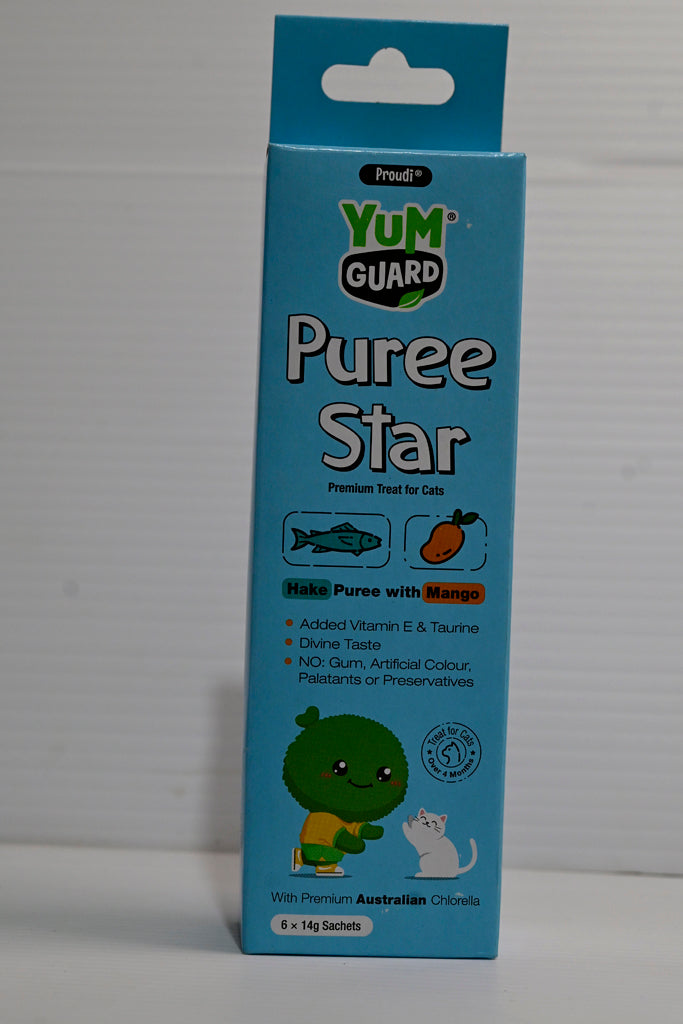 Proudi®
YUM®
GUARD
Puree
Star
Premium Treat for Cats
Hake Puree with Mango
• Added Vitamin E & Taurine
• Divine Taste
• NO: Gum, Artificial Colour,
Palatants or Preservatives
Treat for Cats
Over 4 Months
With Premium Australian Chlorella
6 × 14g Sachets